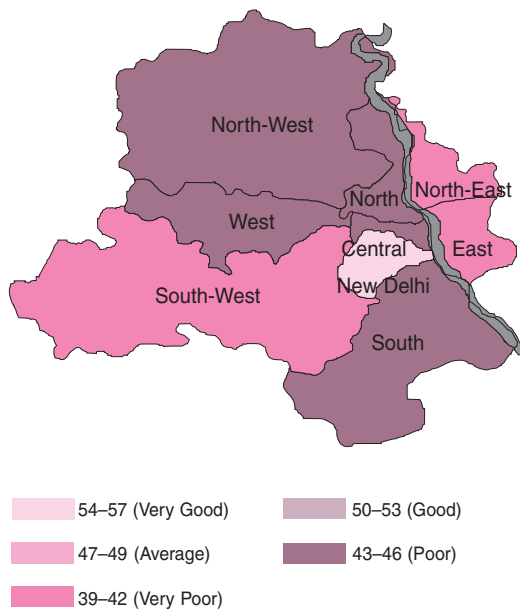 North-West
North-East
North
West
Central
East
South-West
New Delhi
South
54–57 (Very Good)
50–53 (Good)
47–49 (Average)
43–46 (Poor)
39–42 (Very Poor)